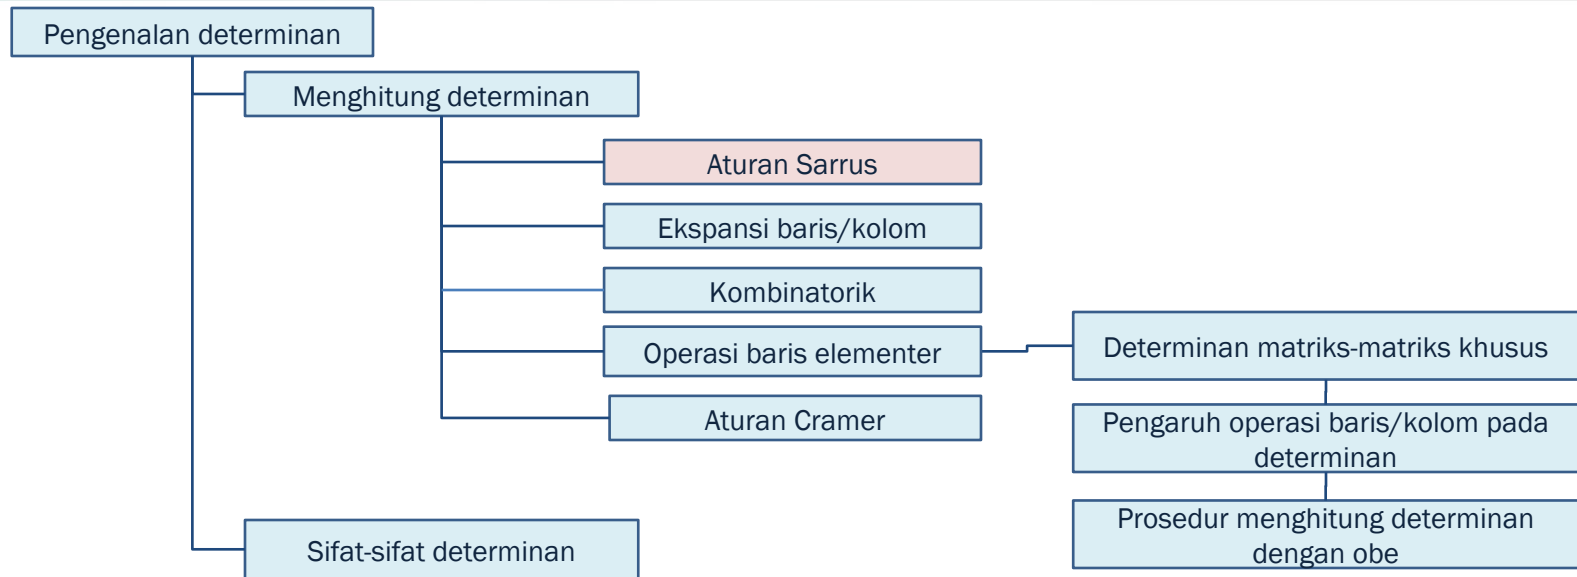 Pengenalan determinan
Menghitung determinan
Aturan Sarrus
Ekspansi baris/kolom
Kombinatorik
Operasi baris elementer
Aturan Cramer
Determinan matriks-matriks khusus
Pengaruh operasi baris/kolom pada
determinan
Prosedur menghitung determinan
dengan obe
Sifat-sifat determinan